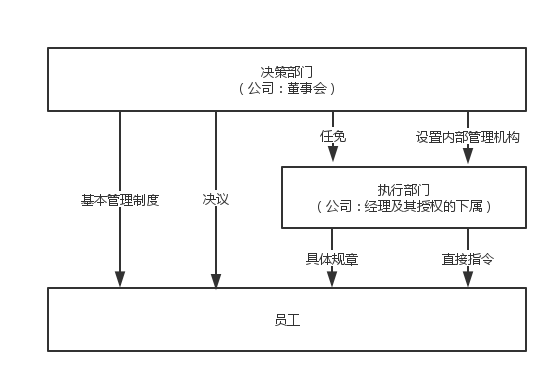 决策部门
（公司：董事会）
任免
设置内部管理机构
执行部门
（公司：经理及其授权的下属）
基本管理制度
决议
具体规章
直接指令
员工